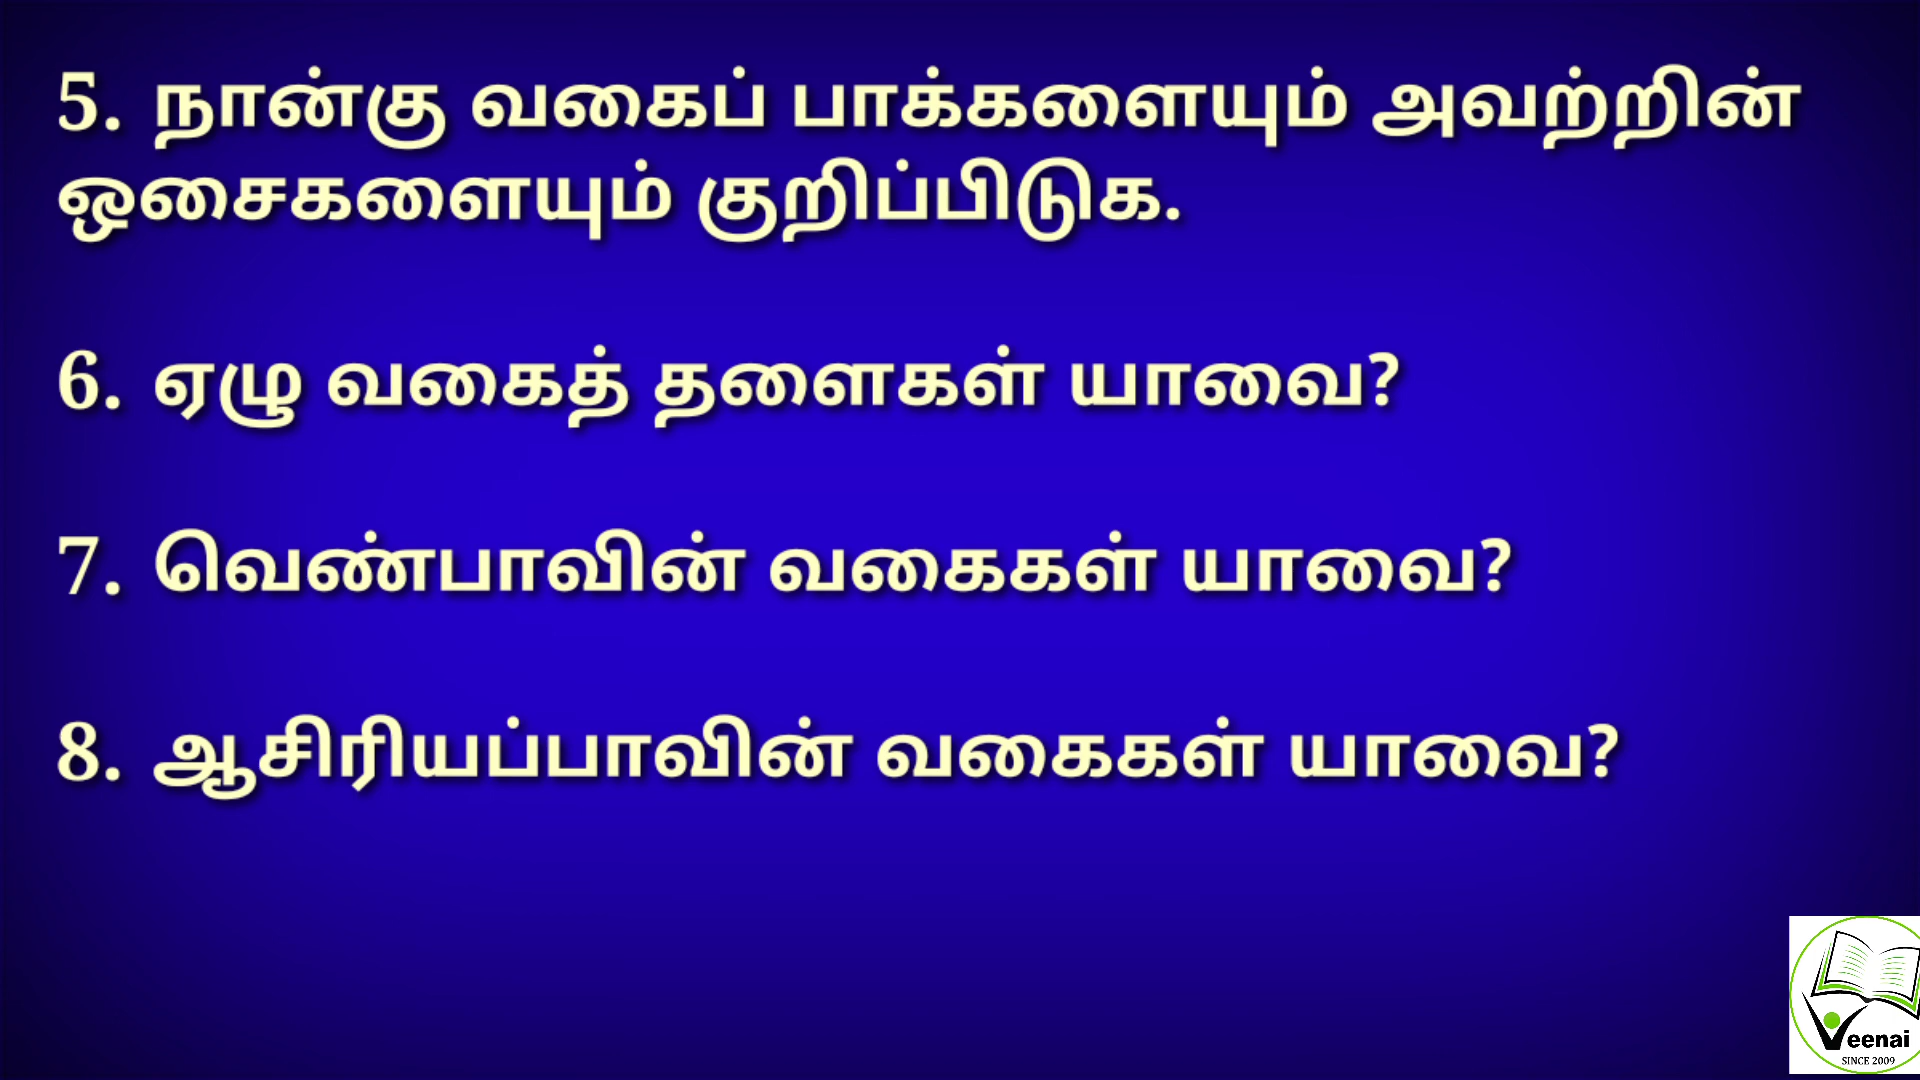 5. நான்கு வகைப் பாக்களையும் அவற்றின்
ஒசைகளையும் குறிப்பிடுக.
6. ஏழு வகைத் தளைகள் யாவை?
7. வெண்பாவின் வகைகள் யாவை?
8. ஆசிரியப்பாவின் வகைகள் யாவை?
Veenai
SINCE 2009